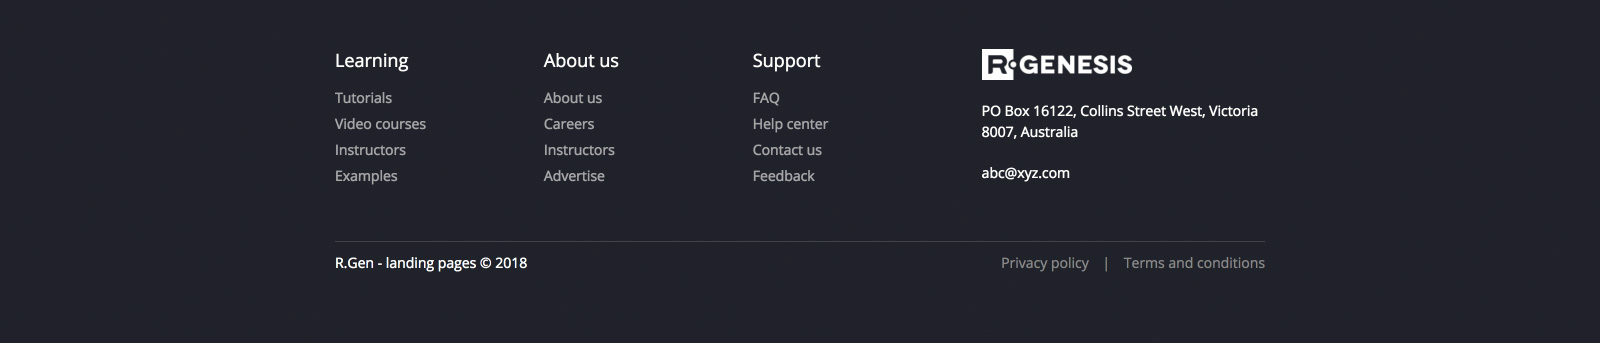 Learning
Tutorials
Video courses
Instructors
Examples
About us
About us
Careers
Instructors
Advertise
Support
FAQ
Help center
Contact us
Feedback
R GENESIS
PO Box 16122, Collins Street West, Victoria
8007, Australia
abc@xyz.com
R.Gen - landing pages © 2018
Privacy policy | Terms and conditions